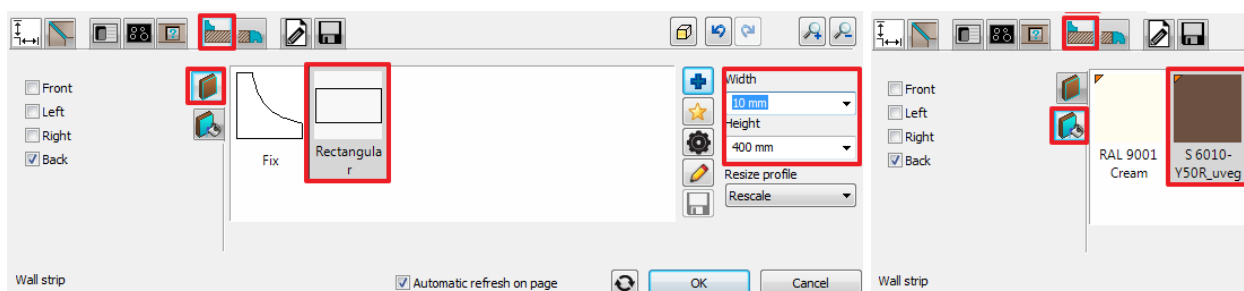 Front
Left
Right
Back
Fix
Rectangula
r
Width
10 mm
Height
400 mm
Resize profile
Rescale
Wall strip
Automatic refresh on page
OK
Cancel
Front
Left
Right
Back
RAL 9001
Cream
S 6010-
Y50R_uveg
Wall strip